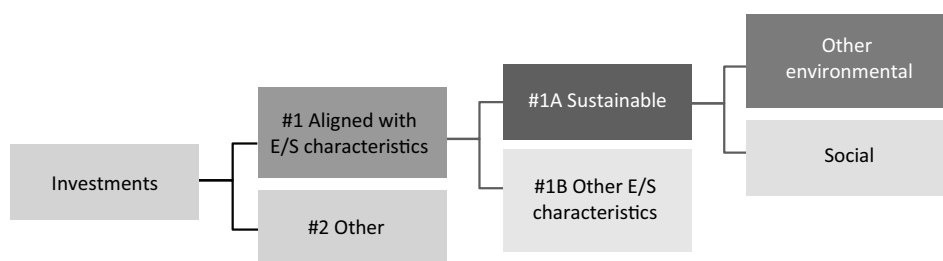 Investments
#1 Aligned with
E/S characteristics
#2 Other
#1A Sustainable
#1B Other E/S
characteristics
Other
environmental
Social